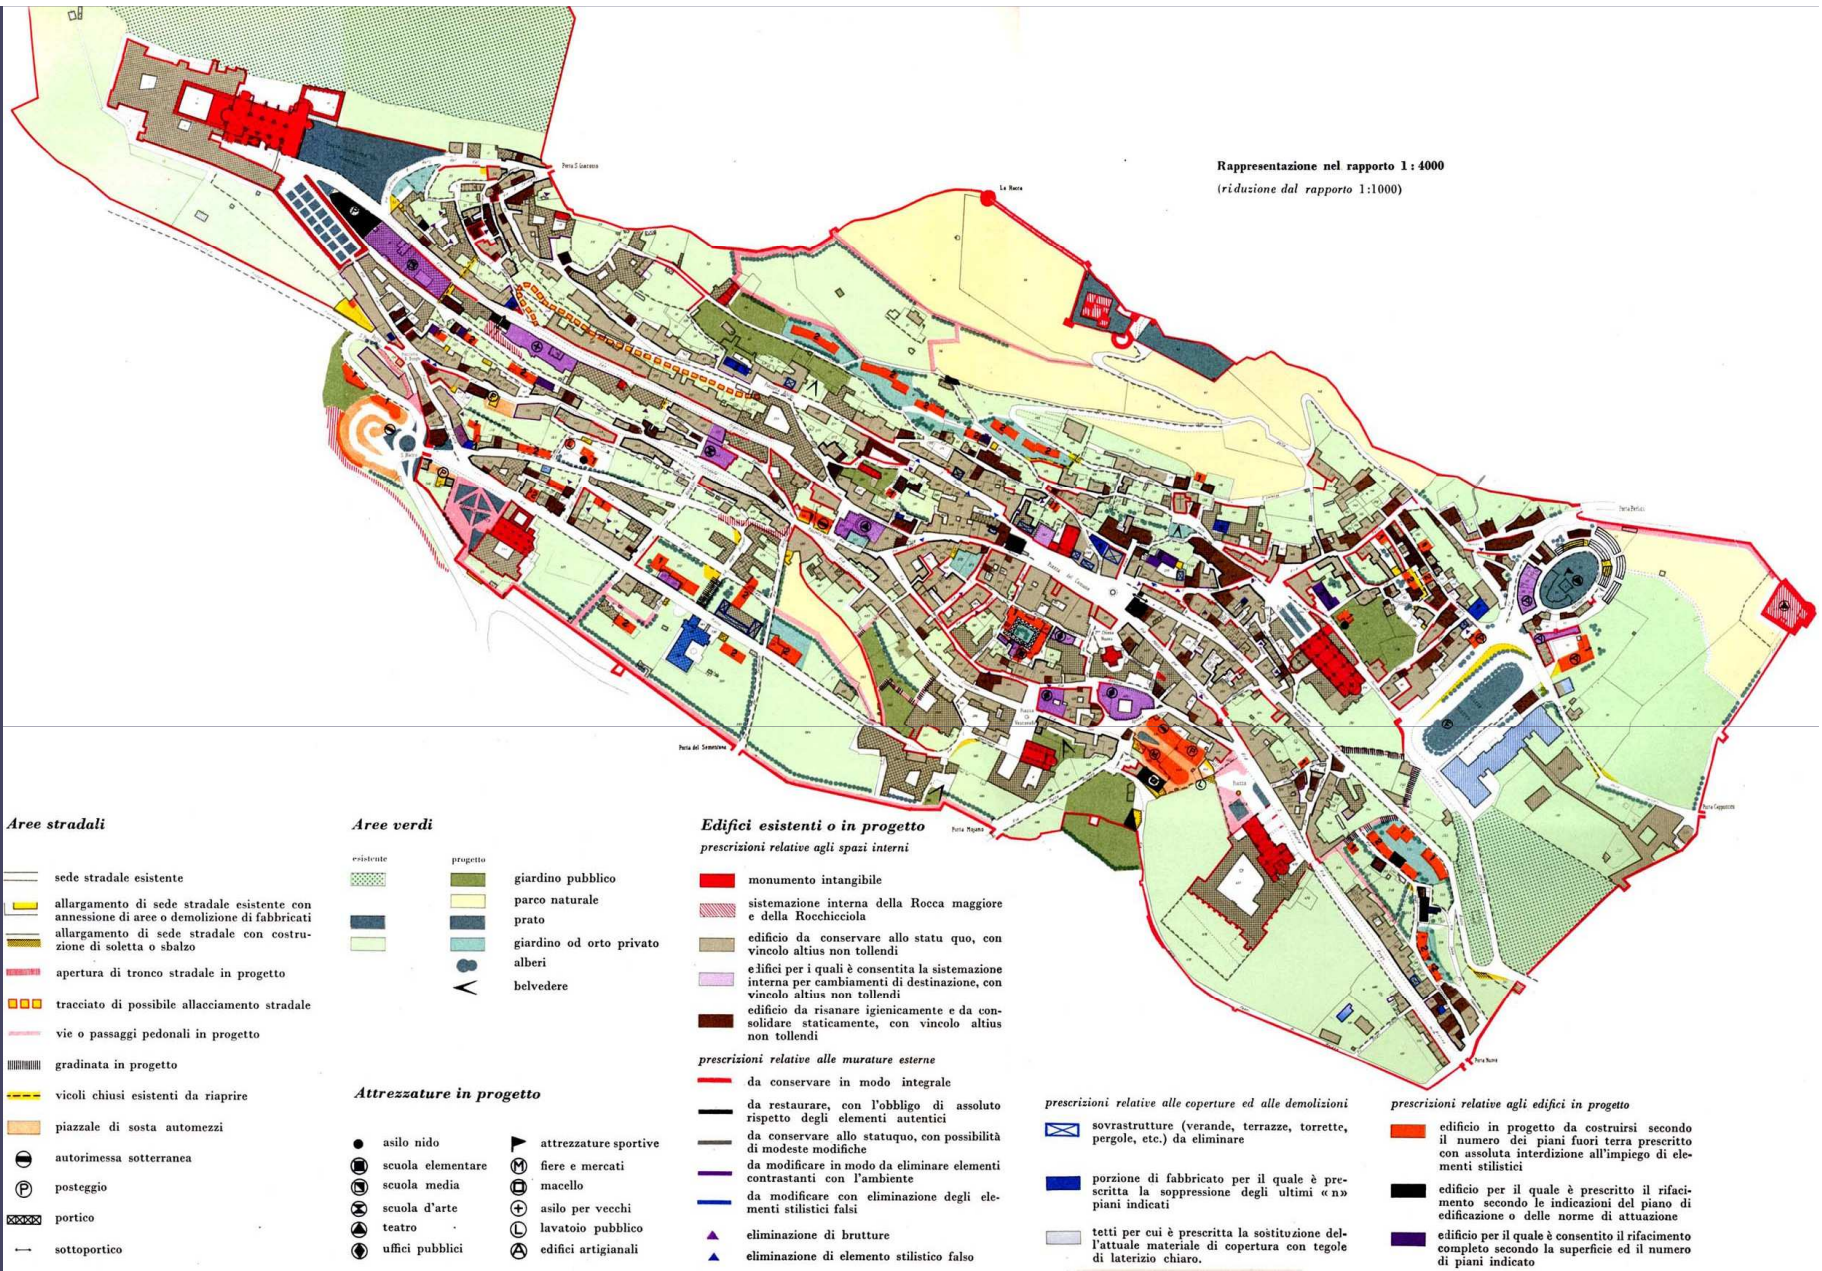 Rappresentazione nel rapporto 1 : 4000
(riduzione dal rapporto 1:1000)
Porta S. Giacomo
La Rocca
Porta Perlici
Piazza del Comune
Porta del Sementone
Porta Mojano
Porta Cappuccini
Porta Nuova
Aree stradali
sede stradale esistente
allargamento di sede stradale esistente con
annessione di aree o demolizione di fabbricati
allargamento di sede stradale con costru-
zione di soletta o sbalzo
apertura di tronco stradale in progetto
tracciato di possibile allacciamento stradale
vie o passaggi pedonali in progetto
gradinata in progetto
vicoli chiusi esistenti da riaprire
piazzale di sosta automezzi
autorimessa sotterranea
P posteggio
portico
sottoportico
Aree verdi
esistente progetto
giardino pubblico
parco naturale
prato
giardino od orto privato
alberi
belvedere
Attrezzature in progetto
asilo nido
scuola elementare
scuola media
scuola d'arte
teatro
uffici pubblici
attrezzature sportive
M fiere e mercati
macello
asilo per vecchi
L lavatoio pubblico
A edifici artigianali
Edifici esistenti o in progetto
prescrizioni relative agli spazi interni
monumento intangibile
sistemazione interna della Rocca maggiore
e della Rocchicciola
edificio da conservare allo statu quo, con
vincolo altius non tollendi
edifici per i quali è consentita la sistemazione
interna per cambiamenti di destinazione, con
vincolo altius non tollendi
edificio da risanare igienicamente e da con-
solidare staticamente, con vincolo altius
non tollendi
prescrizioni relative alle murature esterne
da conservare in modo integrale
da restaurare, con l'obbligo di assoluto
rispetto degli elementi autentici
da conservare allo statuquo, con possibilità
di modeste modifiche
da modificare in modo da eliminare elementi
contrastanti con l'ambiente
da modificare con eliminazione degli ele-
menti stilistici falsi
eliminazione di brutture
eliminazione di elemento stilistico falso
prescrizioni relative alle coperture ed alle demolizioni
sovrastrutture (verande, terrazze, torrette,
pergole, etc.) da eliminare
porzione di fabbricato per il quale è pre-
scritta la soppressione degli ultimi « n»
piani indicati
tetti per cui è prescritta la sostituzione del-
l'attuale materiale di copertura con tegole
di laterizio chiaro.
prescrizioni relative agli edifici in progetto
edificio in progetto da costruirsi secondo
il numero dei piani fuori terra prescritto
con assoluta interdizione all'impiego di ele-
menti stilistici
edificio per il quale è prescritto il rifaci-
mento secondo le indicazioni del piano di
edificazione o delle norme di attuazione
edificio per il quale è consentito il rifacimento
completo secondo la superficie ed il numero
di piani indicato